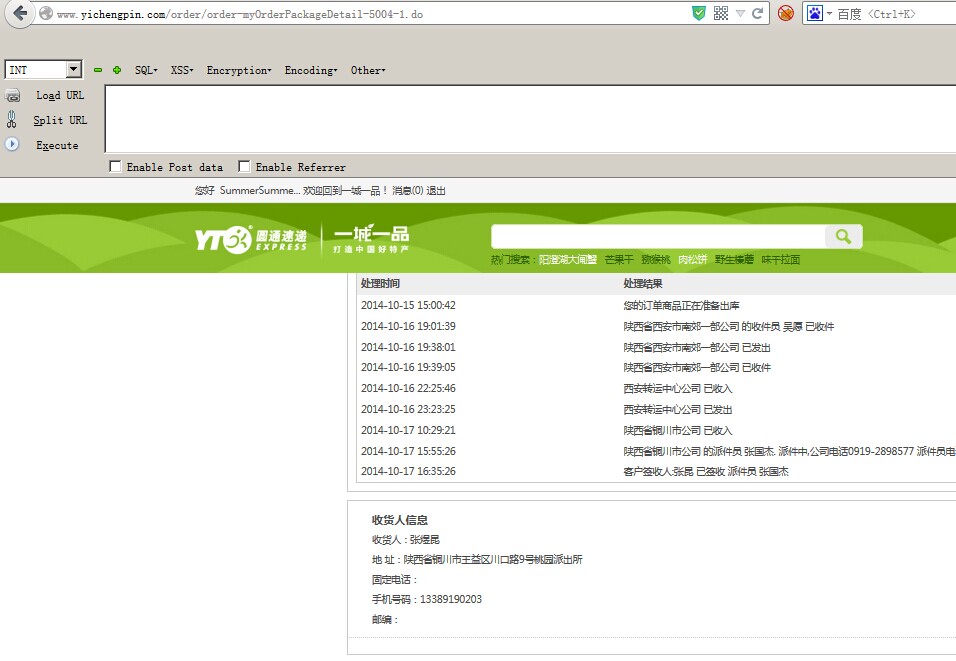 www.yichengpin.com/order/order-myOrderPackageDetail-5004-1.do
百度 <Ctrl+K>
INT SQL XSS Encryption Encoding Other
Load URL
Split URL
Execute
Enable Post data Enable Referrer
您好 SummerSumme... 欢迎回到一城一品！ 消息(0) 退出
YTO 圆通速递 EXPRESS 一城一品 打造中国好特产
热门搜索：阳澄湖大闸蟹 芒果干 猕猴桃 肉松饼 野生榛蘑 味千拉面
处理时间 处理结果
2014-10-15 15:00:42 您的订单商品正在准备出库
2014-10-16 19:01:39 陕西省西安市南郊一部公司 的收件员 吴愿 已收件
2014-10-16 19:38:01 陕西省西安市南郊一部公司 已发出
2014-10-16 19:39:05 陕西省西安市南郊一部公司 已收件
2014-10-16 22:25:46 西安转运中心公司 已收入
2014-10-16 23:23:25 西安转运中心公司 已发出
2014-10-17 10:29:21 陕西省铜川市公司 已收入
2014-10-17 15:55:26 陕西省铜川市公司 的派件员 张国杰. 派件中,公司电话0919-2898577 派件员电
2014-10-17 16:35:26 客户签收人:张昆 已签收 派件员 张国杰
收货人信息
收货人：张煜昆
地 址：陕西省铜川市王益区川口路9号桃园派出所
固定电话：
手机号码：13389190203
邮编：